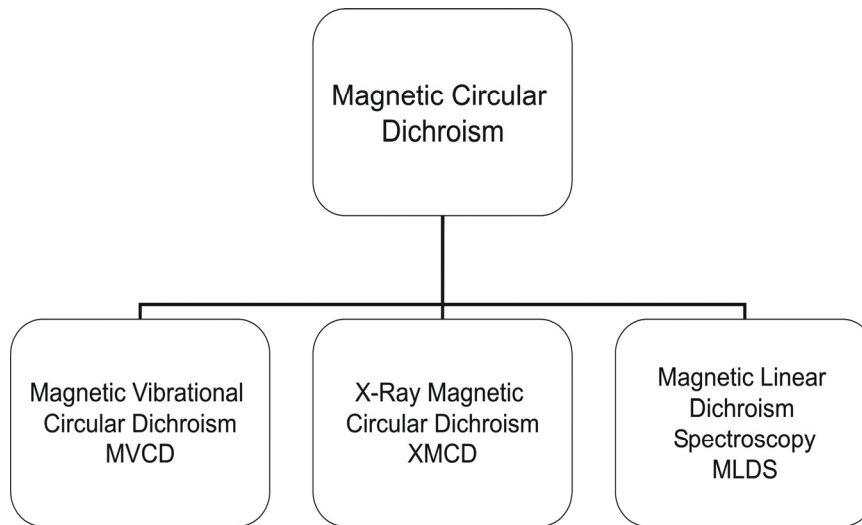 Magnetic Circular
Dichroism
Magnetic Vibrational
Circular Dichroism
MVCD
X-Ray Magnetic
Circular Dichroism
XMCD
Magnetic Linear
Dichroism
Spectroscopy
MLDS